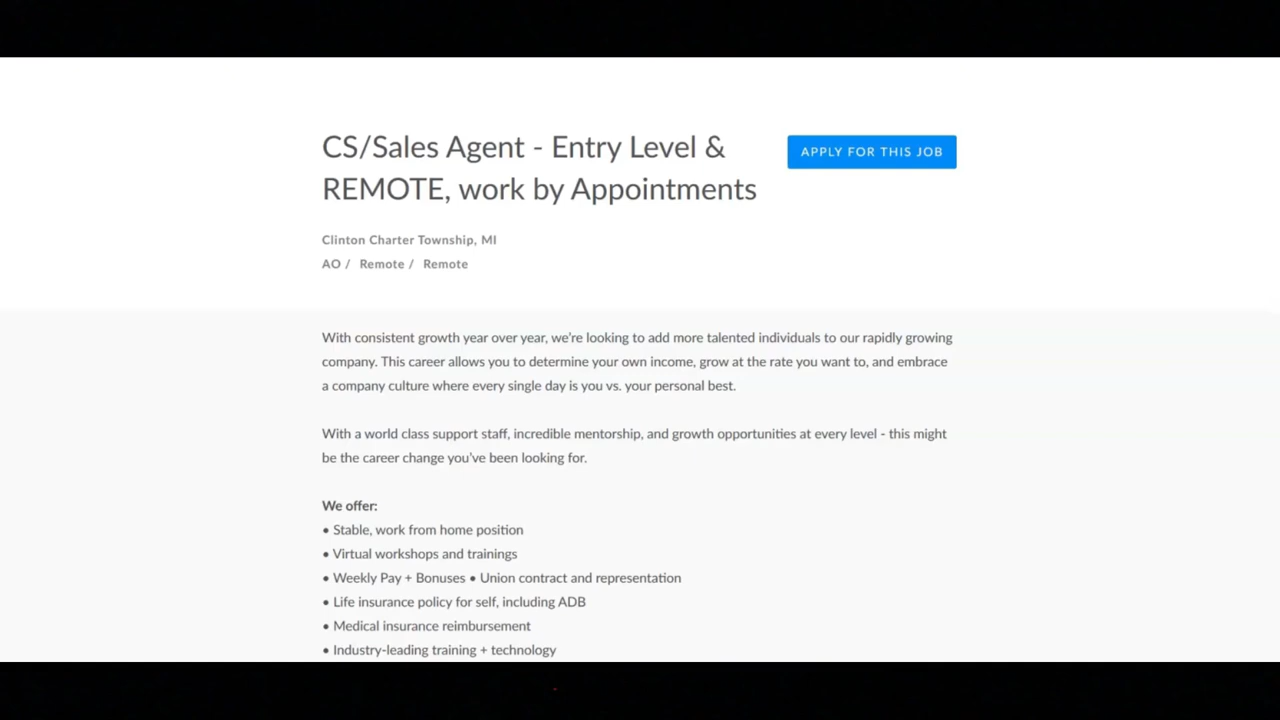 CS/Sales Agent - Entry Level &
REMOTE, work by Appointments
APPLY FOR THIS JOB
Clinton Charter Township, MI
AO / Remote / Remote
With consistent growth year over year, we're looking to add more talented individuals to our rapidly growing
company. This career allows you to determine your own income, grow at the rate you want to, and embrace
a company culture where every single day is you vs. your personal best.
With a world class support staff, incredible mentorship, and growth opportunities at every level - this might
be the career change you've been looking for.
We offer:
• Stable, work from home position
• Virtual workshops and trainings
• Weekly Pay + Bonuses • Union contract and representation
• Life insurance policy for self, including ADB
• Medical insurance reimbursement
• Industry-leading training + technology